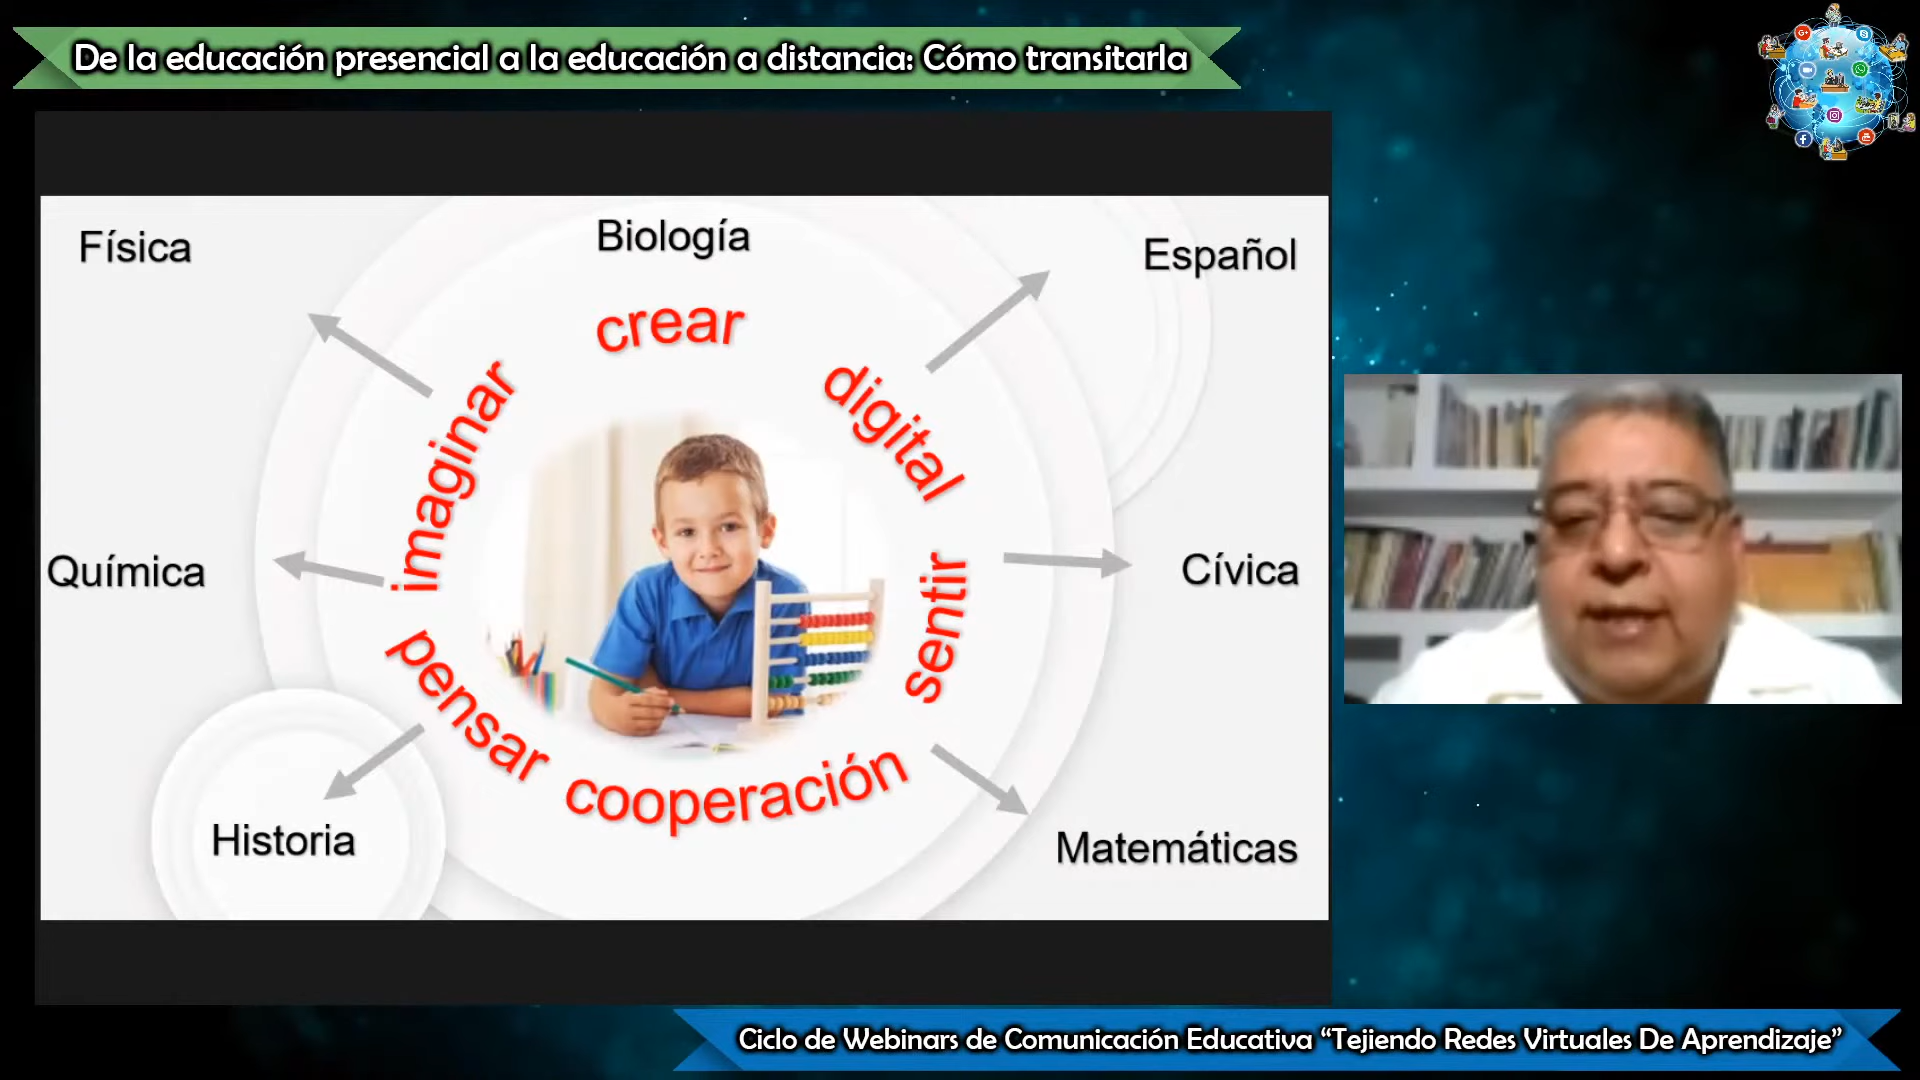 De la educación presencial a la educación a distancia: Cómo transitarla
Física
Biología
Español
crear
imaginar
digital
Química
Cívica
sentir
pensar
cooperación
Historia
Matemáticas
Ciclo de Webinars de Comunicación Educativa “Tejiendo Redes Virtuales De Aprendizaje”